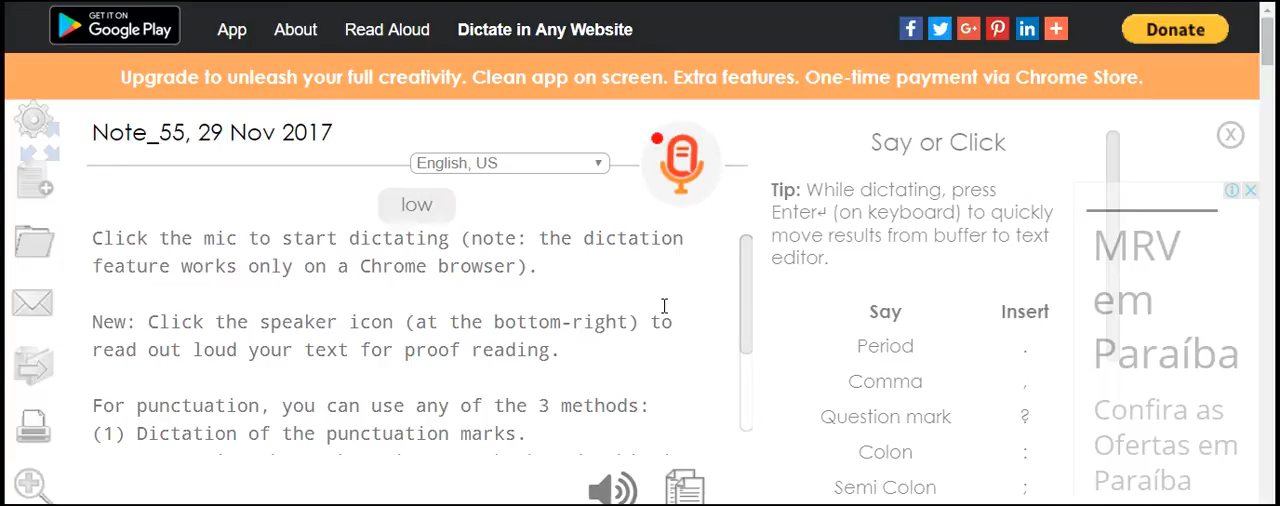 GET IT ON
Google Play
App
About
Read Aloud
Dictate in Any Website
Donate
Upgrade to unleash your full creativity. Clean app on screen. Extra features. One-time payment via Chrome Store.
Note_55, 29 Nov 2017
English, US
low
Click the mic to start dictating (note: the dictation
feature works only on a Chrome browser).
New: Click the speaker icon (at the bottom-right) to
read out loud your text for proof reading.
For punctuation, you can use any of the 3 methods:
(1) Dictation of the punctuation marks.
Say or Click
Tip: While dictating, press
Enter↵ (on keyboard) to quickly
move results from buffer to text
editor.
Say Insert
Period .
Comma ,
Question mark ?
Colon :
Semi Colon ;
MRV
em
Paraíba
Confira as
Ofertas em
Paraíba